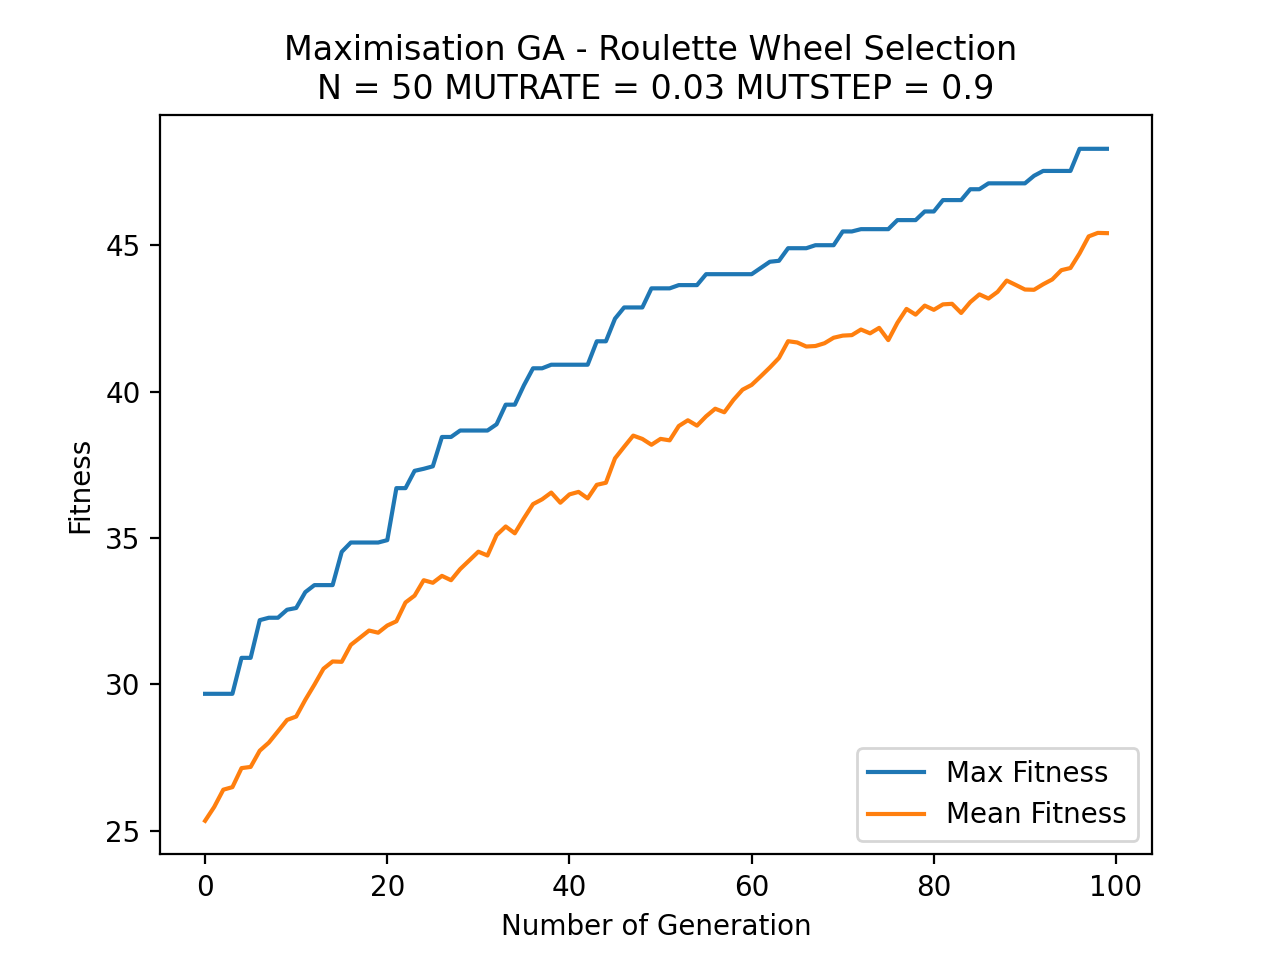 Maximisation GA - Roulette Wheel Selection
N = 50 MUTRATE = 0.03 MUTSTEP = 0.9
Fitness
45
40
35
30
25
0 20 40 60 80 100
Number of Generation
Max Fitness
Mean Fitness